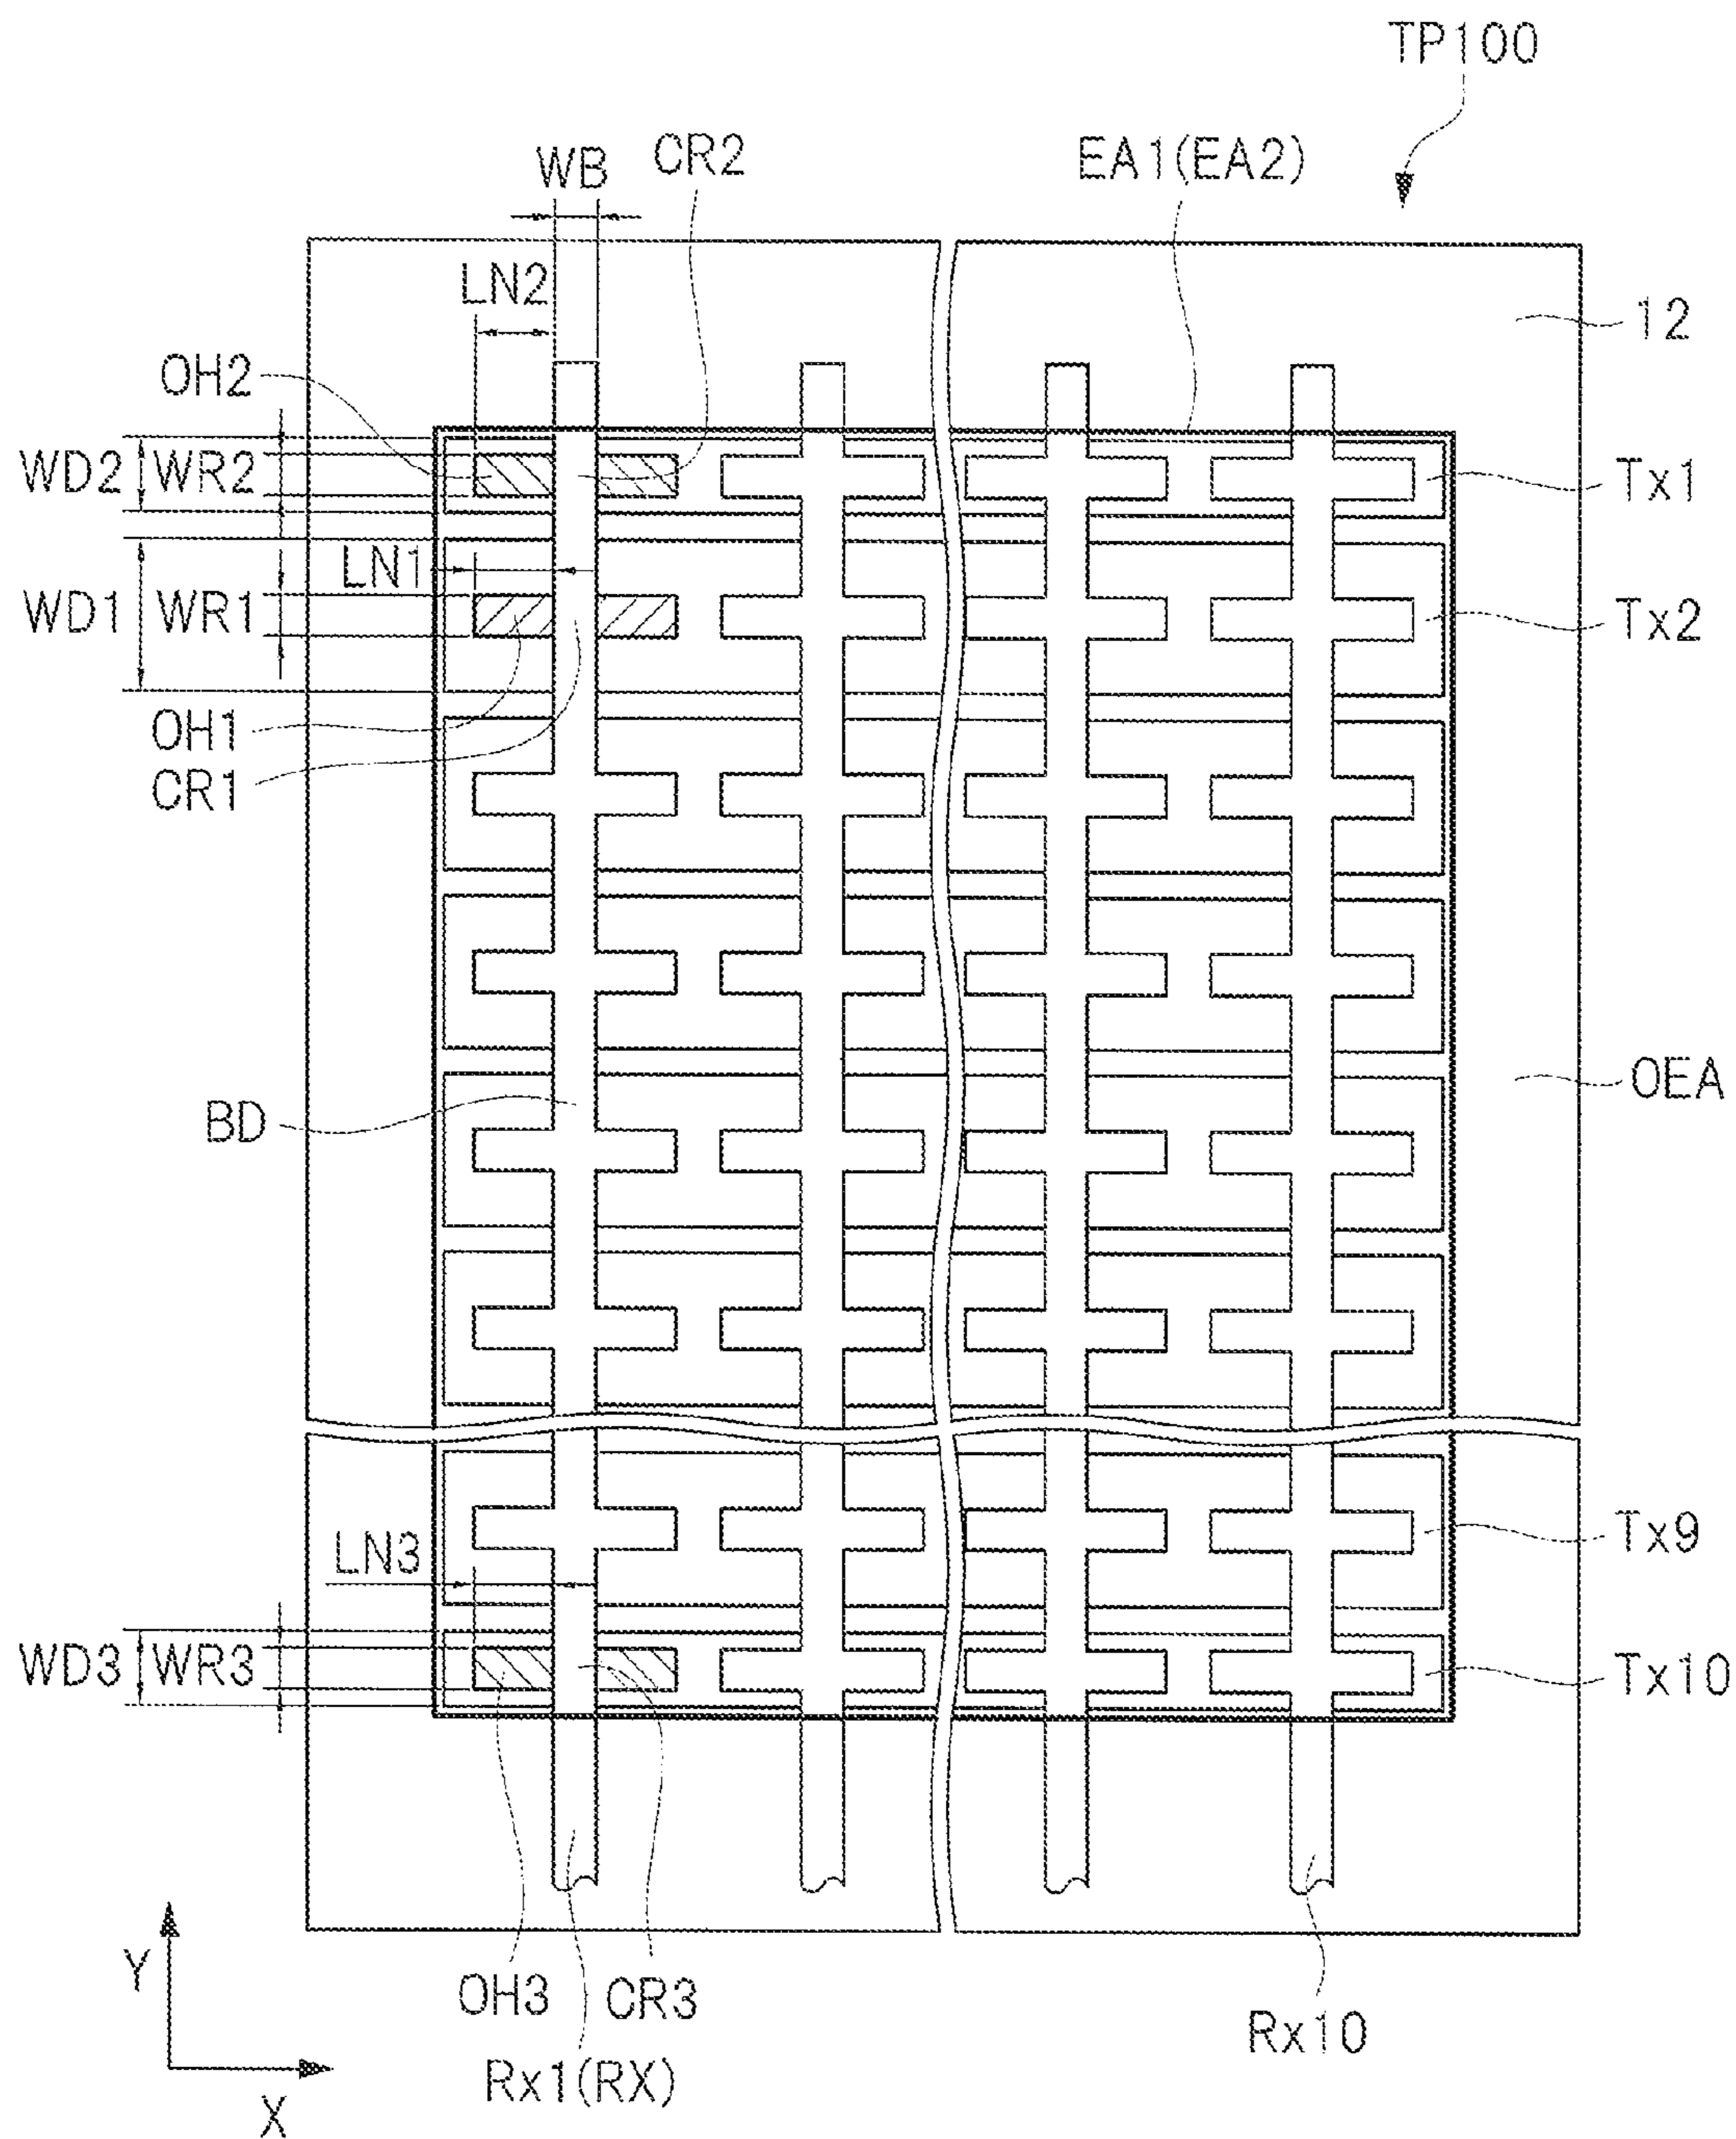 TP100
WB
CR2
EA1(EA2)
LN2
12
OH2
WD2
WR2
Tx1
LN1
WD1
WR1
Tx2
OH1
CR1
OEA
BD
Tx9
LN3
WD3
WR3
Tx10
Y
OH3
CR3
Rx10
Rx1(RX)
X